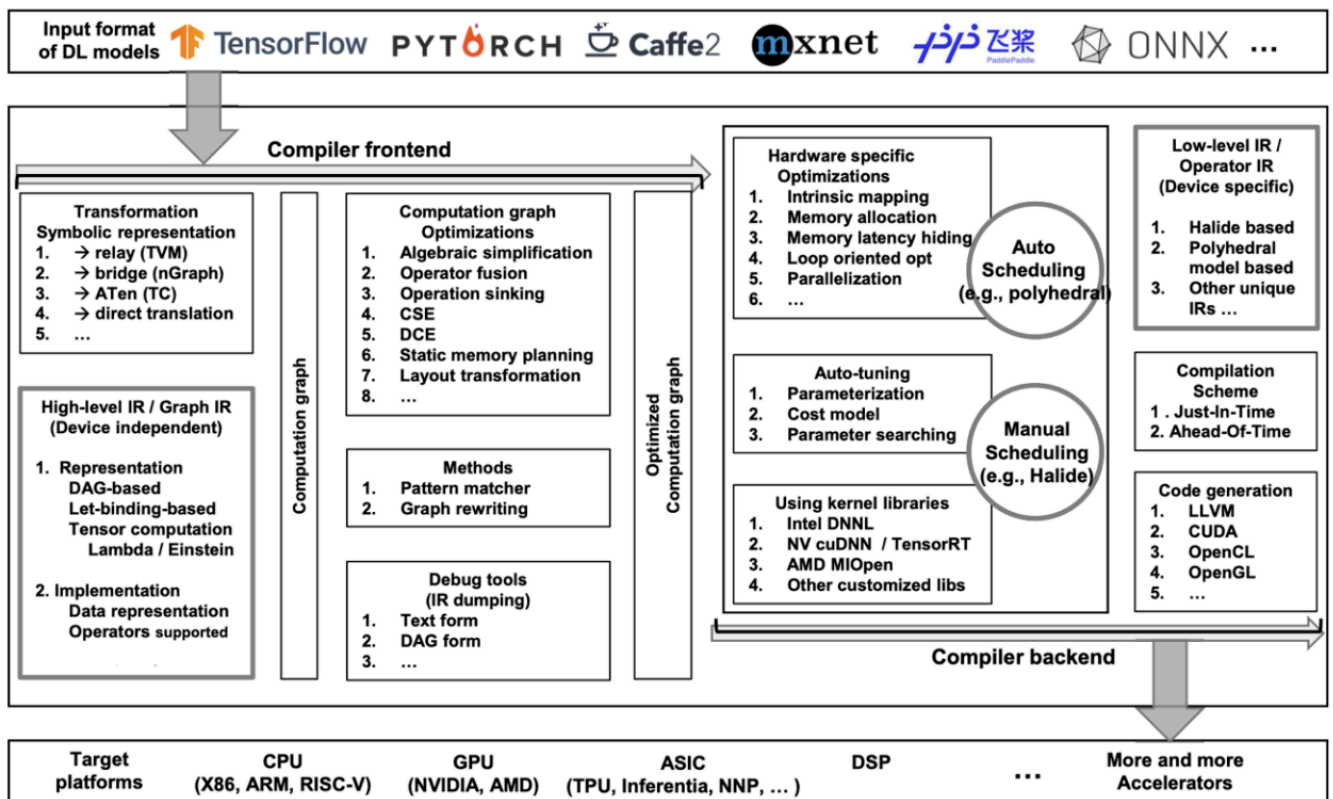 Input format
of DL models
TensorFlow
PYTORCH
Caffe2
mxnet
飞桨
PaddlePaddle
ONNX
...
Compiler frontend
Transformation
Symbolic representation
1. → relay (TVM)
2. → bridge (nGraph)
3. → ATen (TC)
4. → direct translation
5. ...
High-level IR / Graph IR
(Device independent)
1. Representation
DAG-based
Let-binding-based
Tensor computation
Lambda / Einstein
2. Implementation
Data representation
Operators supported
Computation graph
Computation graph
Optimizations
1. Algebraic simplification
2. Operator fusion
3. Operation sinking
4. CSE
5. DCE
6. Static memory planning
7. Layout transformation
8. ...
Methods
1. Pattern matcher
2. Graph rewriting
Debug tools
(IR dumping)
1. Text form
2. DAG form
3. ...
Optimized
Computation graph
Hardware specific
Optimizations
1. Intrinsic mapping
2. Memory allocation
3. Memory latency hiding
4. Loop oriented opt
5. Parallelization
6. ...
Auto
Scheduling
(e.g., polyhedral)
Auto-tuning
1. Parameterization
2. Cost model
3. Parameter searching
Manual
Scheduling
(e.g., Halide)
Using kernel libraries
1. Intel DNNL
2. NV cuDNN / TensorRT
3. AMD MIOpen
4. Other customized libs
Low-level IR /
Operator IR
(Device specific)
1. Halide based
2. Polyhedral
model based
3. Other unique
IRs ...
Compilation
Scheme
1 . Just-In-Time
2. Ahead-Of-Time
Code generation
1. LLVM
2. CUDA
3. OpenCL
4. OpenGL
5. ...
Compiler backend
Target
platforms
CPU
(X86, ARM, RISC-V)
GPU
(NVIDIA, AMD)
ASIC
(TPU, Inferentia, NNP, ... )
DSP
...
More and more
Accelerators